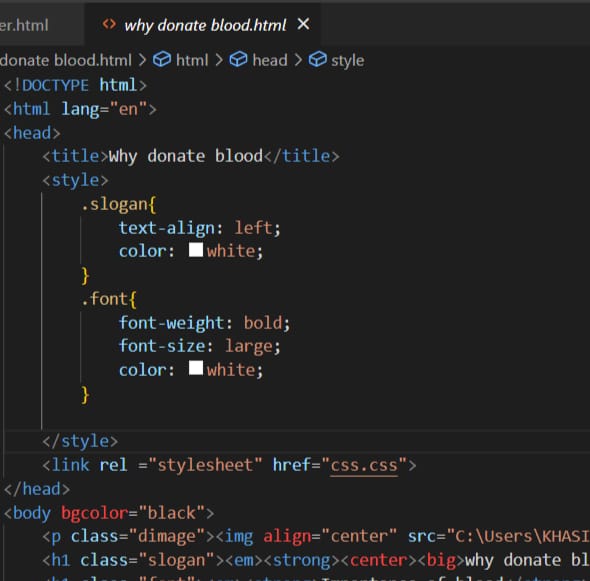 er.html <> why donate blood.html ×
donate blood.html > html > head > style
<!DOCTYPE html>
<html lang="en">
<head>
<title>Why donate blood</title>
<style>
.slogan{
text-align: left;
color: white;
}
.font{
font-weight: bold;
font-size: large;
color: white;
}
</style>
<link rel ="stylesheet" href="css.css">
</head>
<body bgcolor="black">
<p class="dimage"><img align="center" src="C:\Users\KHASI
<h1 class="slogan"><em><strong><center><big>why donate bl